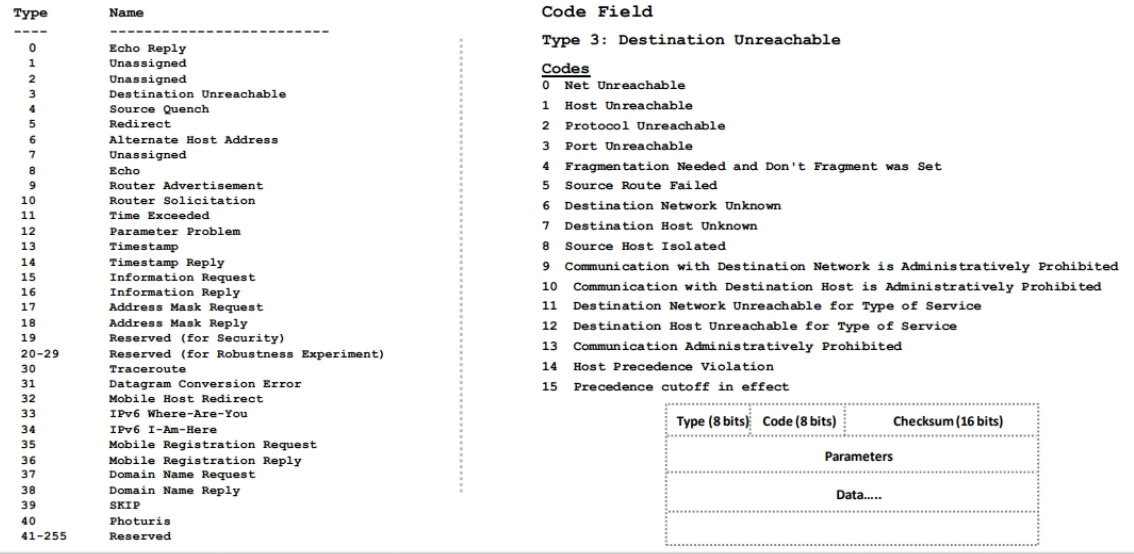 Type Name
---- -------------------------
0 Echo Reply
1 Unassigned
2 Unassigned
3 Destination Unreachable
4 Source Quench
5 Redirect
6 Alternate Host Address
7 Unassigned
8 Echo
9 Router Advertisement
10 Router Solicitation
11 Time Exceeded
12 Parameter Problem
13 Timestamp
14 Timestamp Reply
15 Information Request
16 Information Reply
17 Address Mask Request
18 Address Mask Reply
19 Reserved (for Security)
20-29 Reserved (for Robustness Experiment)
30 Traceroute
31 Datagram Conversion Error
32 Mobile Host Redirect
33 IPv6 Where-Are-You
34 IPv6 I-Am-Here
35 Mobile Registration Request
36 Mobile Registration Reply
37 Domain Name Request
38 Domain Name Reply
39 SKIP
40 Photuris
41-255 Reserved
Code Field
Type 3: Destination Unreachable
Codes
0 Net Unreachable
1 Host Unreachable
2 Protocol Unreachable
3 Port Unreachable
4 Fragmentation Needed and Don't Fragment was Set
5 Source Route Failed
6 Destination Network Unknown
7 Destination Host Unknown
8 Source Host Isolated
9 Communication with Destination Network is Administratively Prohibited
10 Communication with Destination Host is Administratively Prohibited
11 Destination Network Unreachable for Type of Service
12 Destination Host Unreachable for Type of Service
13 Communication Administratively Prohibited
14 Host Precedence Violation
15 Precedence cutoff in effect
Type (8 bits) Code (8 bits) Checksum (16 bits)
Parameters
Data.....